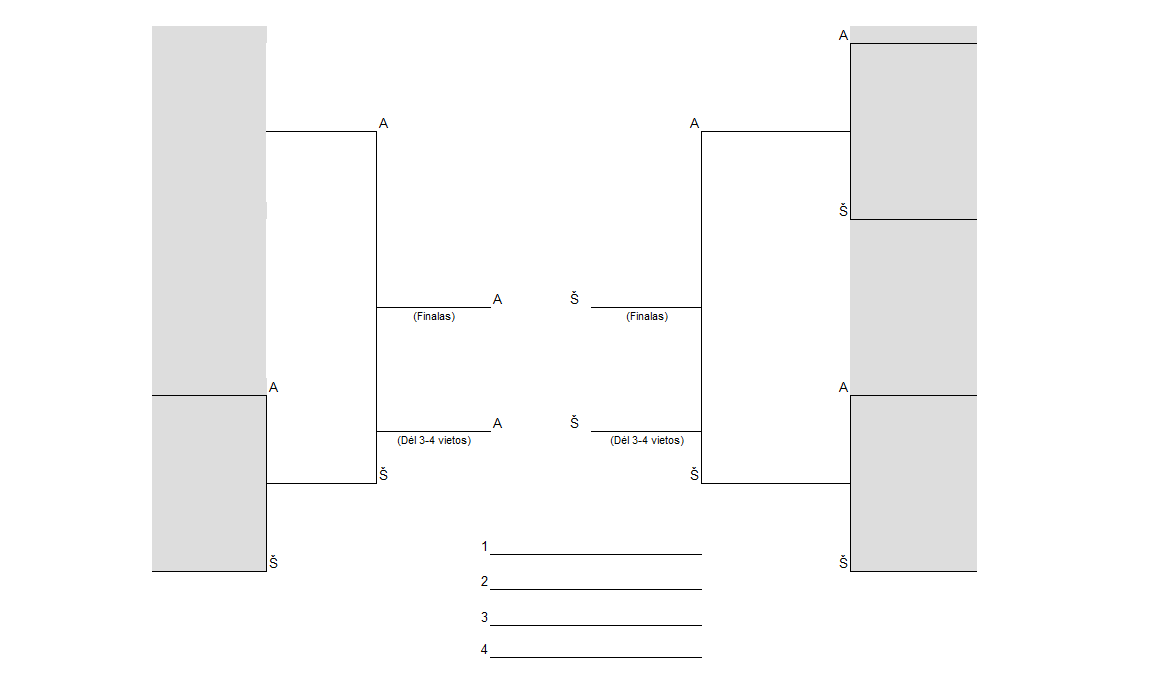 A
A A
Š
A Š
(Finalas) (Finalas)
A A
A Š
(Dėl 3-4 vietos) (Dėl 3-4 vietos)
Š Š
1
Š Š
2
3
4